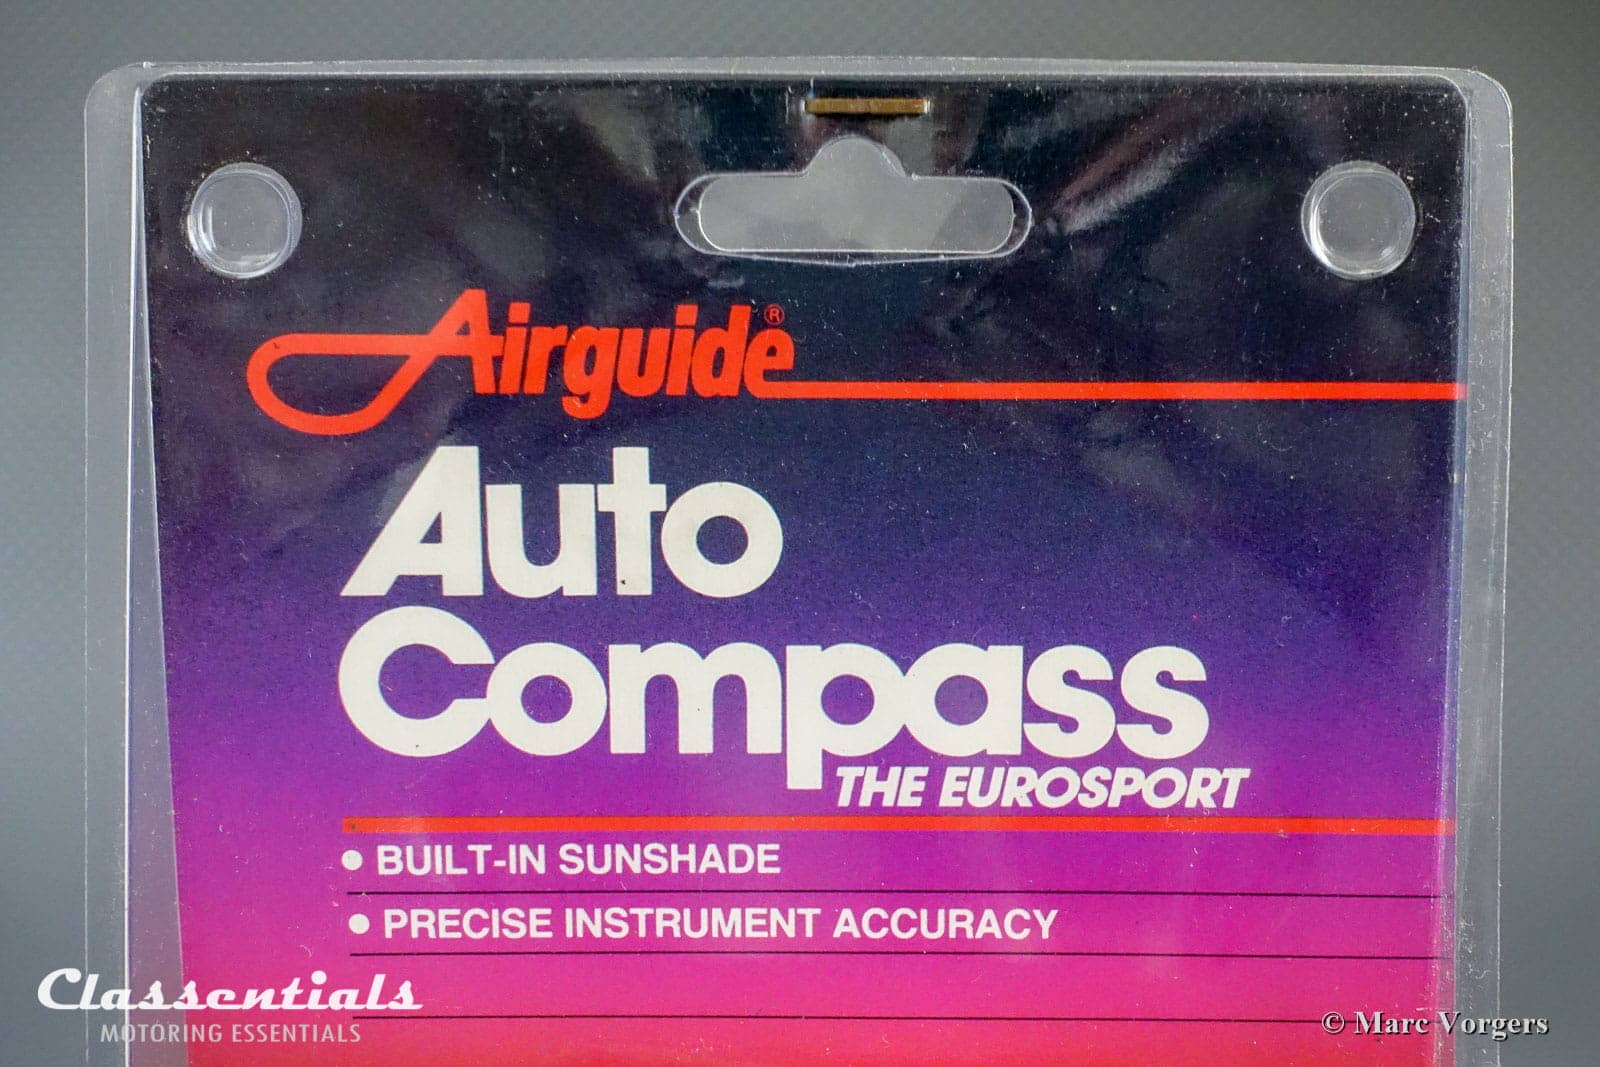 Airguide®
Auto
Compass
THE EUROSPORT
• BUILT-IN SUNSHADE
• PRECISE INSTRUMENT ACCURACY
Classentials
MOTORING ESSENTIALS
© Marc Vorgers